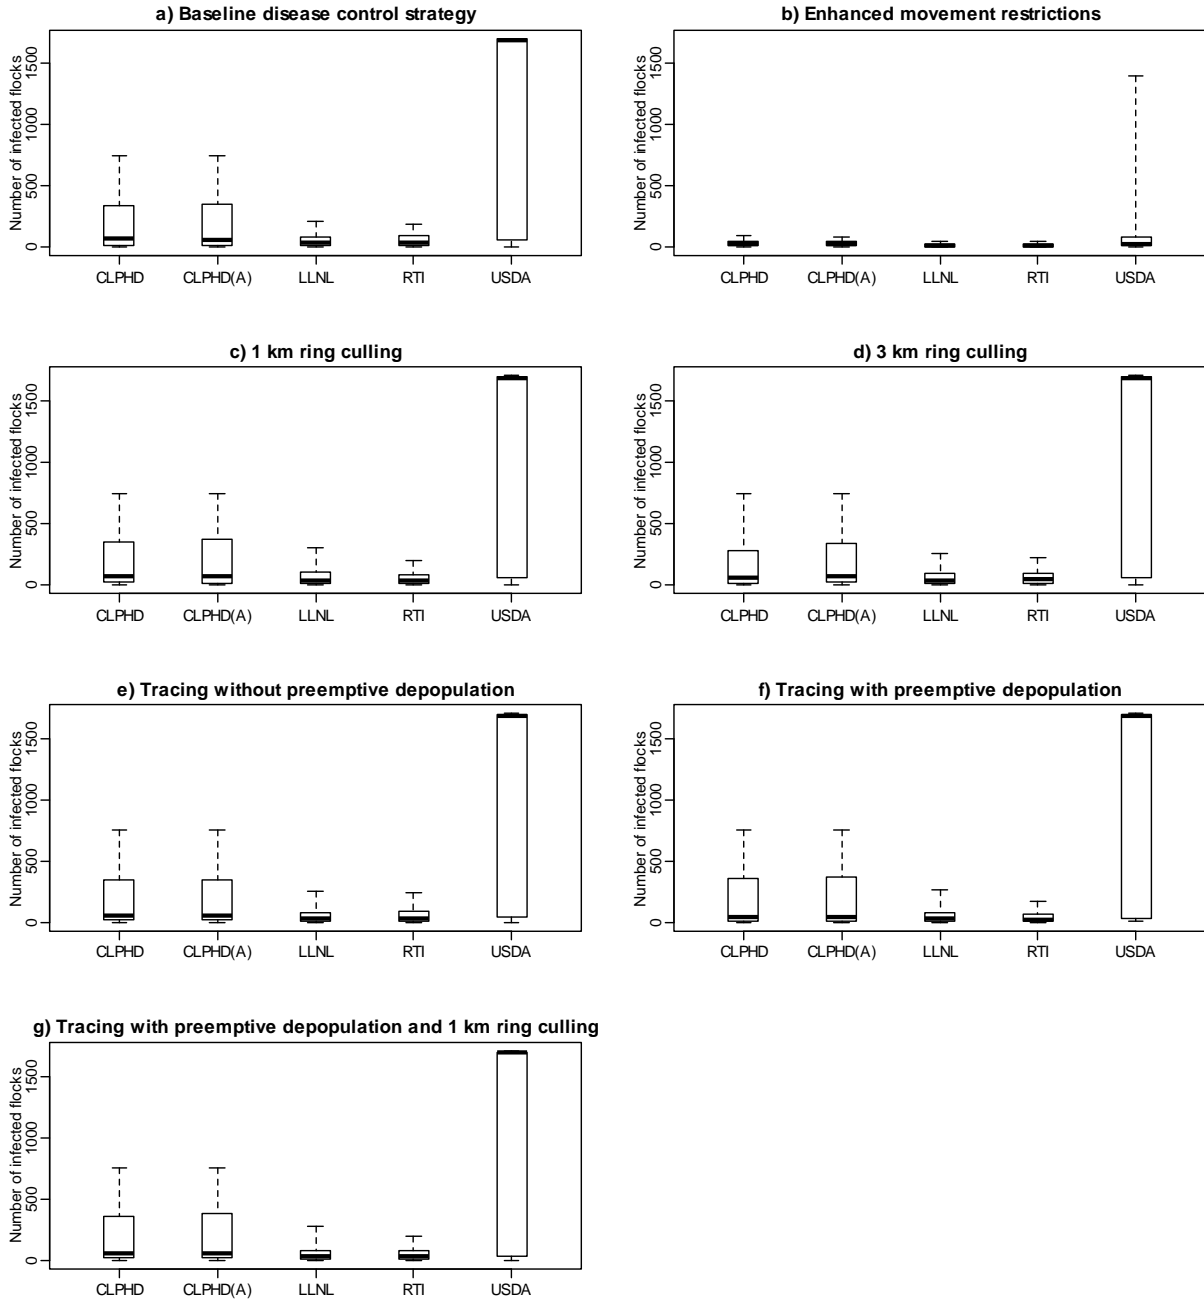 a) Baseline disease control strategy
Number of infected flocks
1500
1000
500
0
CLPHD CLPHD(A) LLNL RTI USDA
b) Enhanced movement restrictions
Number of infected flocks
1500
1000
500
0
CLPHD CLPHD(A) LLNL RTI USDA
c) 1 km ring culling
Number of infected flocks
1500
1000
500
0
CLPHD CLPHD(A) LLNL RTI USDA
d) 3 km ring culling
Number of infected flocks
1500
1000
500
0
CLPHD CLPHD(A) LLNL RTI USDA
e) Tracing without preemptive depopulation
Number of infected flocks
1500
1000
500
0
CLPHD CLPHD(A) LLNL RTI USDA
f) Tracing with preemptive depopulation
Number of infected flocks
1500
1000
500
0
CLPHD CLPHD(A) LLNL RTI USDA
g) Tracing with preemptive depopulation and 1 km ring culling
Number of infected flocks
1500
1000
500
0
CLPHD CLPHD(A) LLNL RTI USDA